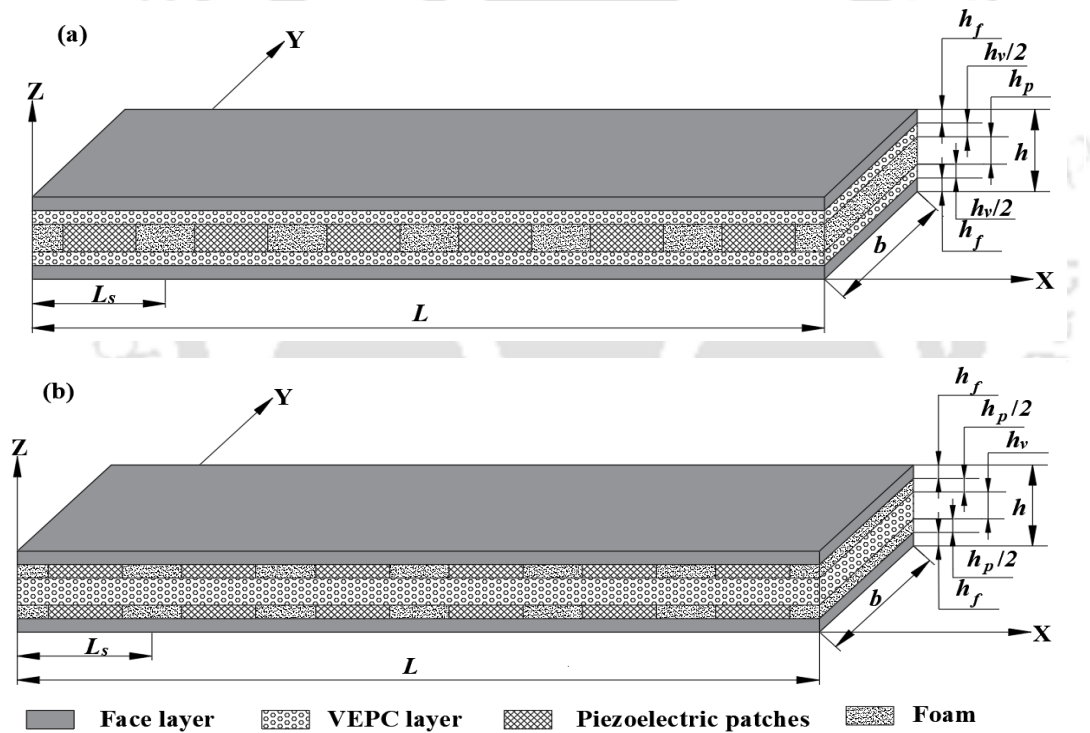 (a)
Y
Z
h_f
h_v/2
h_p
h
h_v/2
h_f
b
X
L_s
L
(b)
Y
Z
h_f
h_p/2
h_v
h
h_p/2
h_f
b
X
L_s
L
Face layer
VEPC layer
Piezoelectric patches
Foam